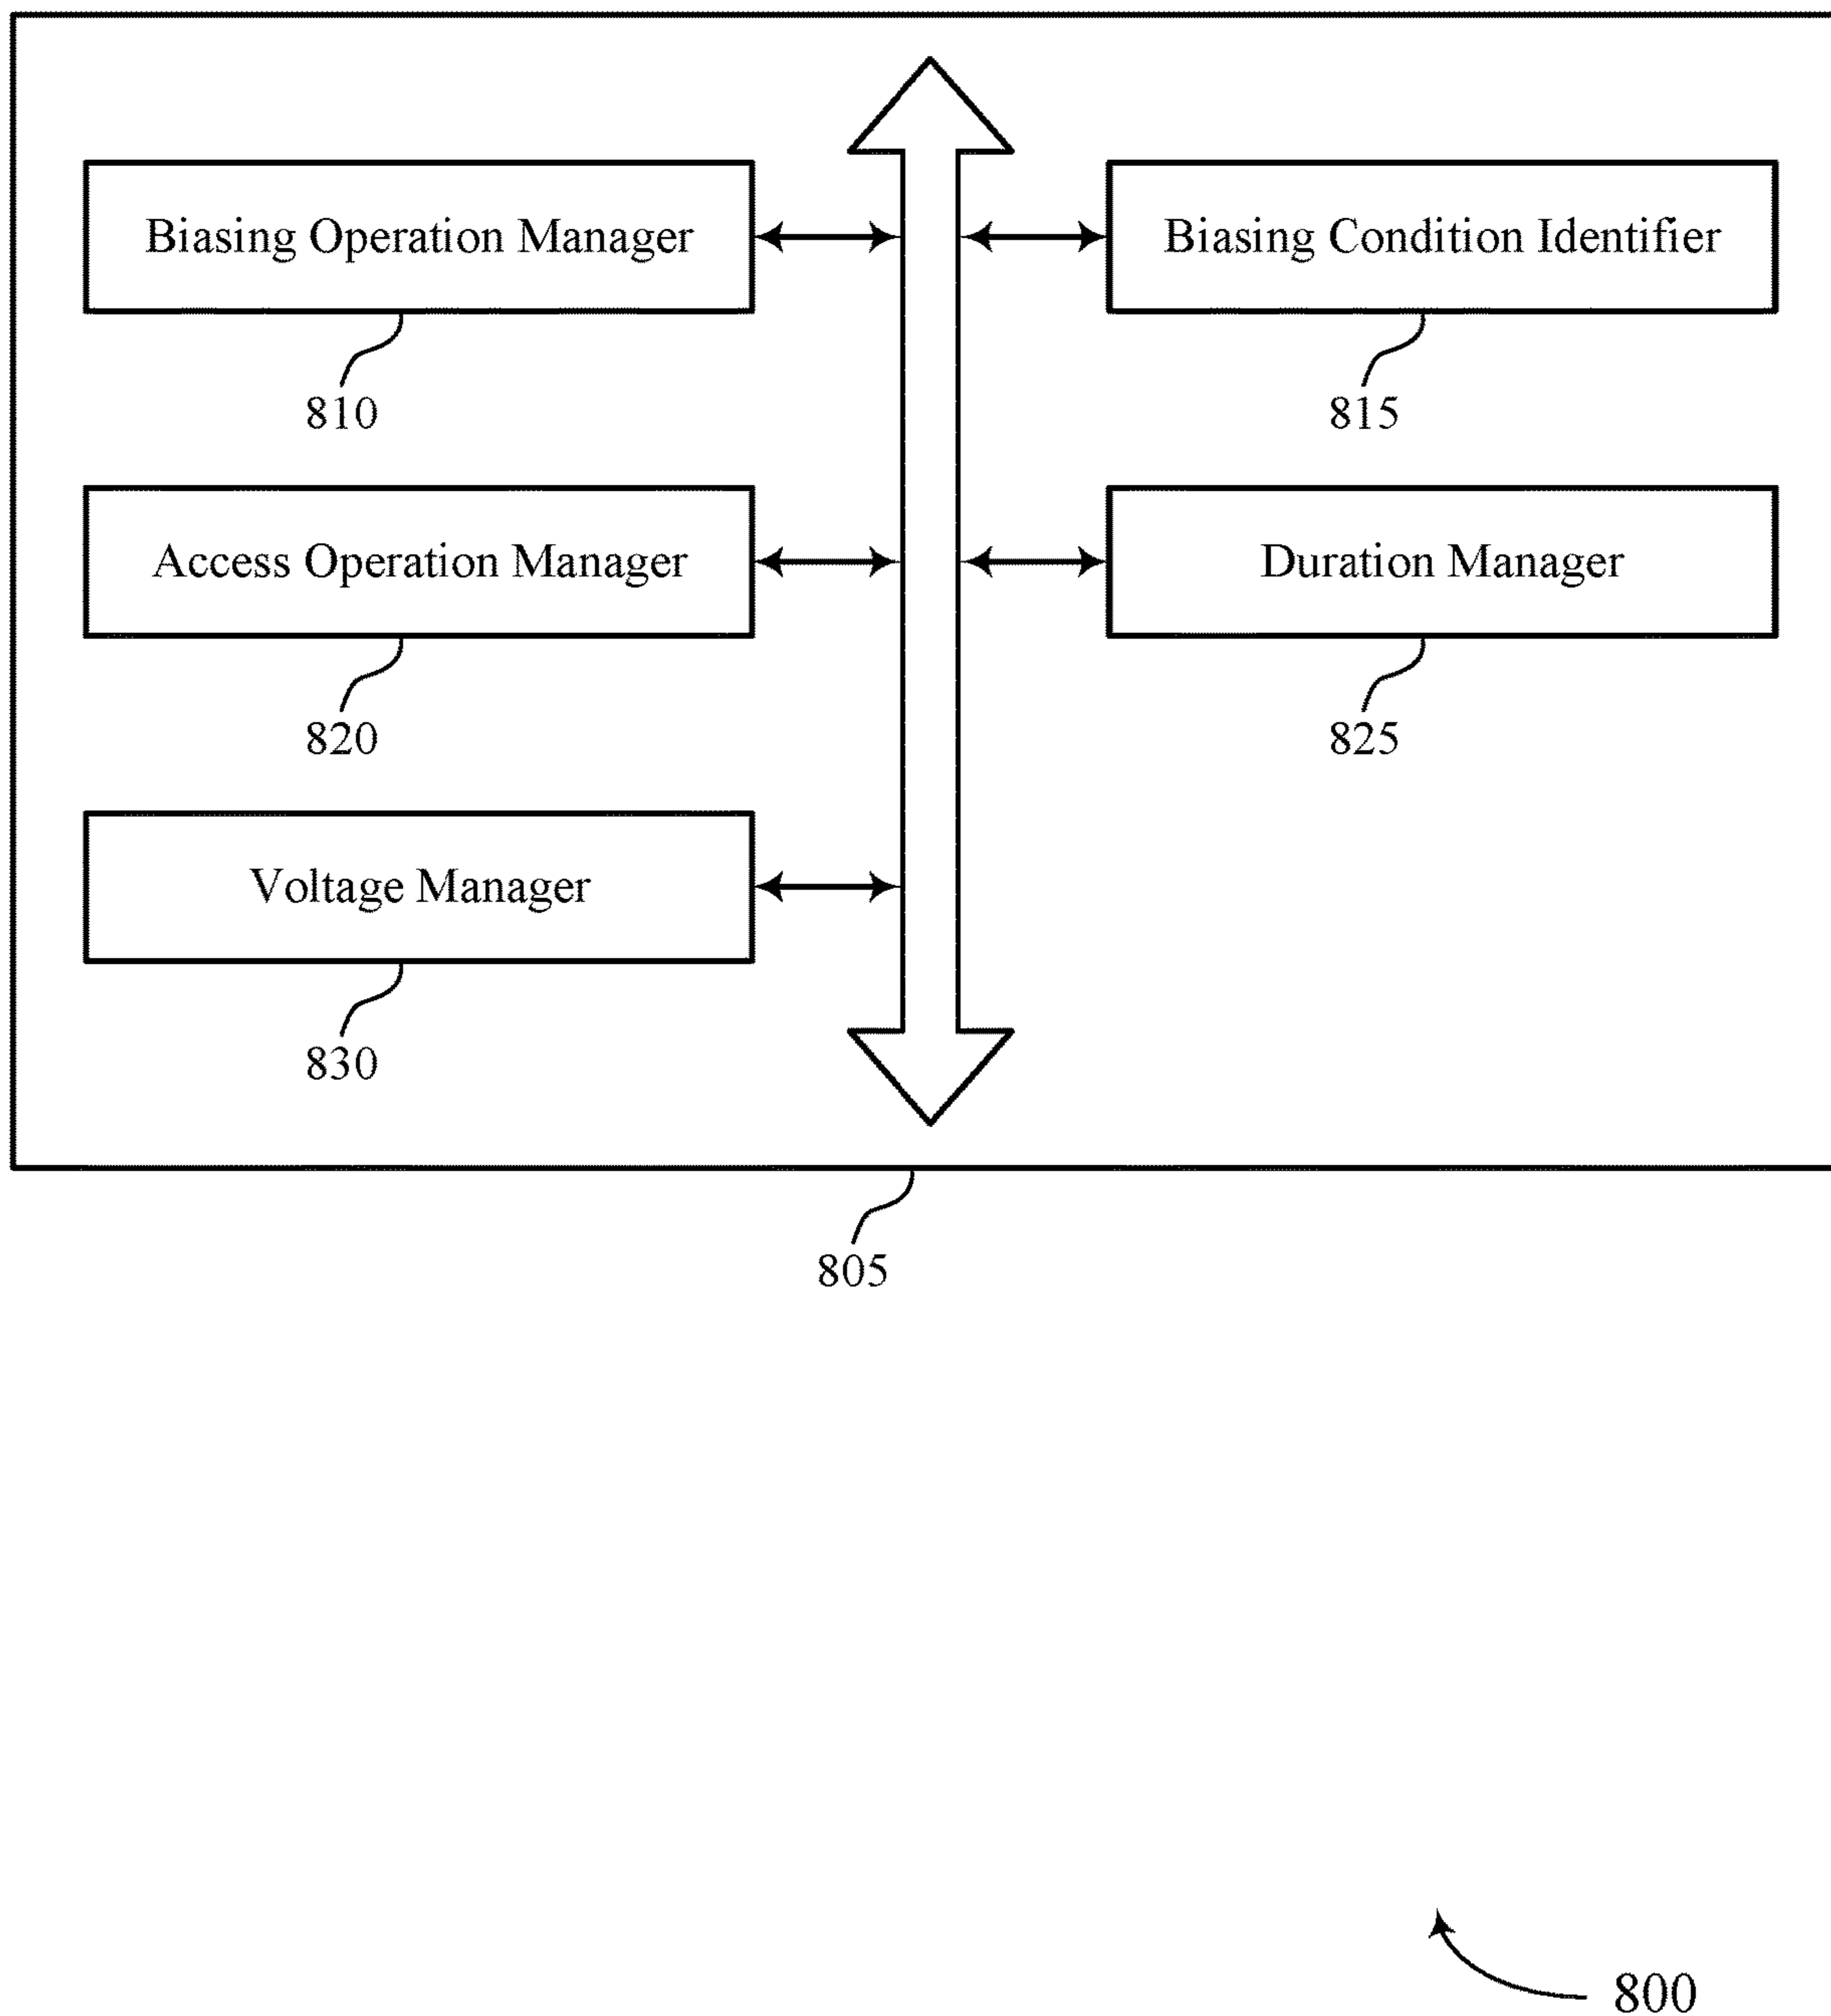 Biasing Operation Manager
Biasing Condition Identifier
810
815
Access Operation Manager
Duration Manager
820
825
Voltage Manager
830
805
800